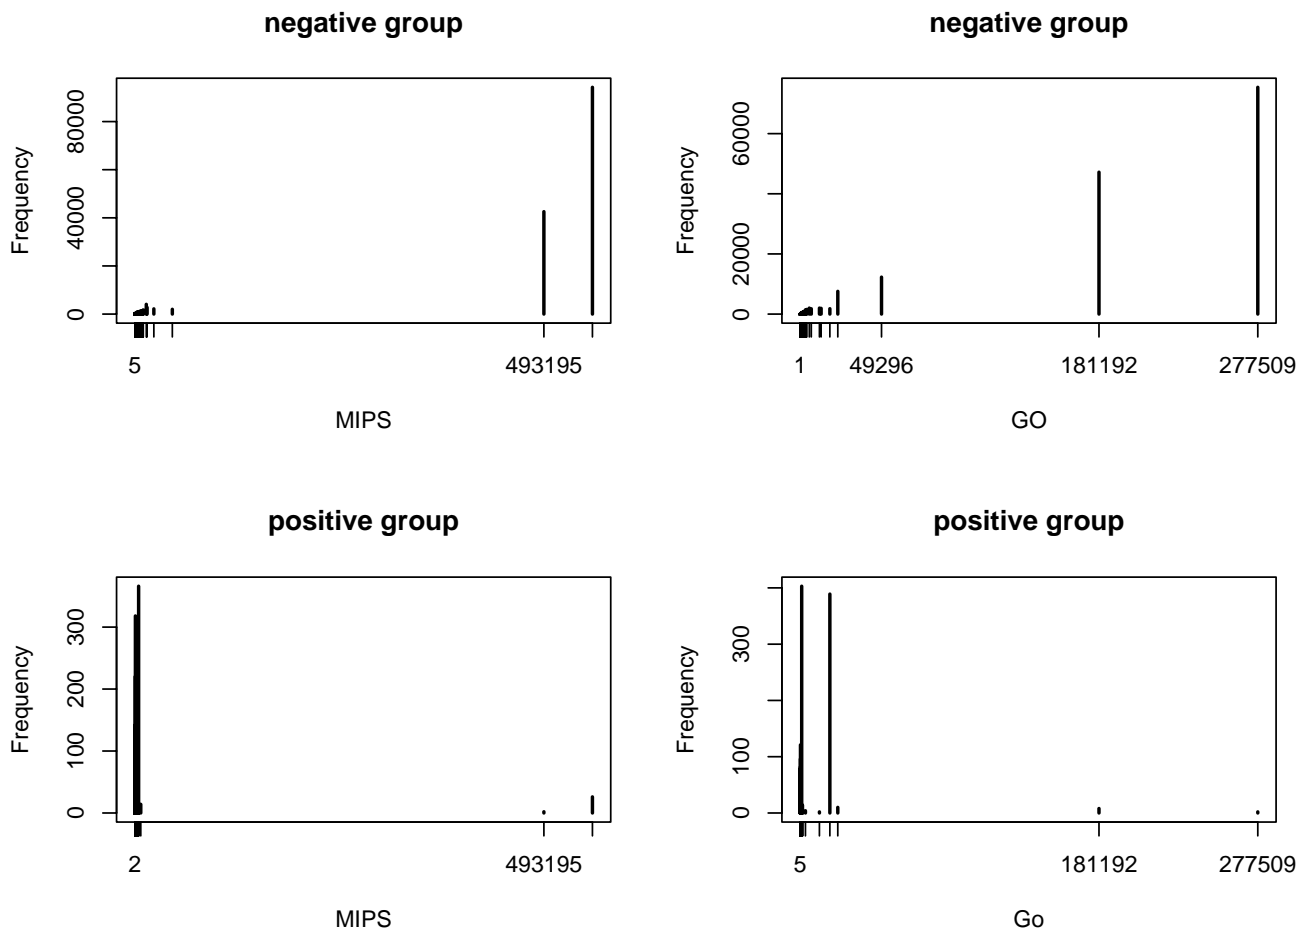 negative group
Frequency
0
40000
80000
5
493195
MIPS
negative group
Frequency
0
20000
60000
1
49296
181192
277509
GO
positive group
Frequency
0
100
200
300
2
493195
MIPS
positive group
Frequency
0
100
300
5
181192
277509
Go